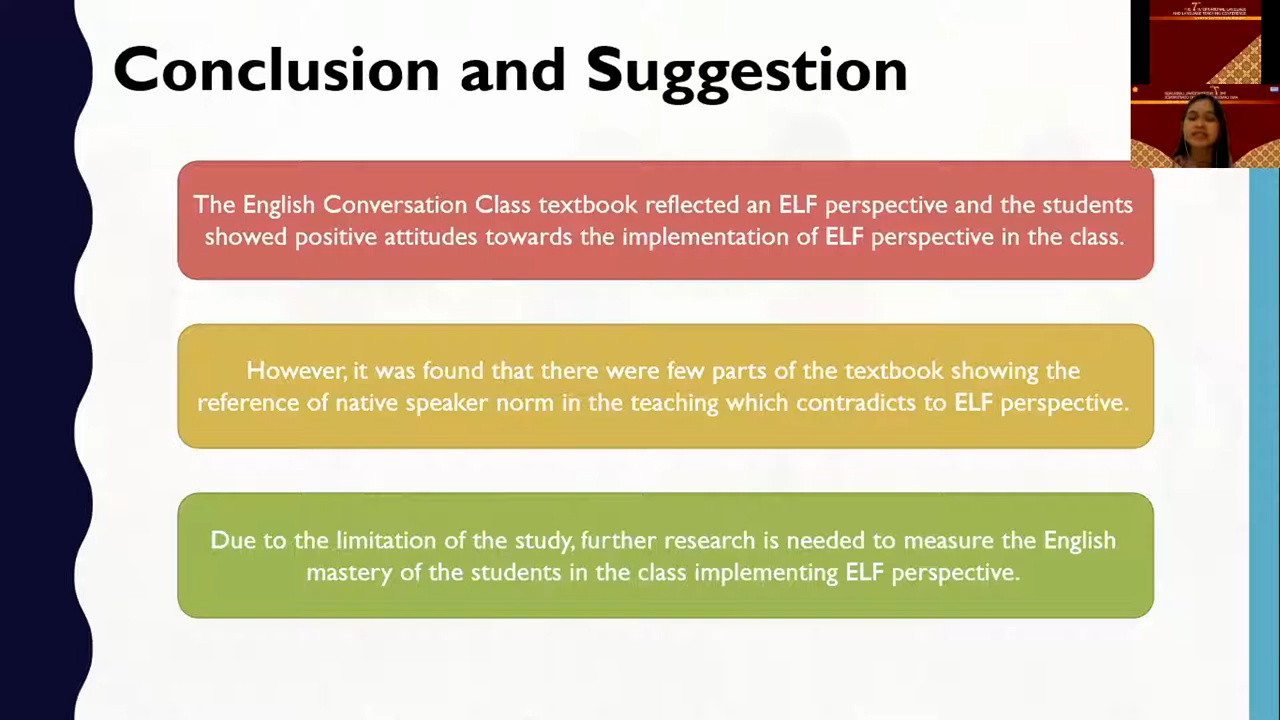 Conclusion and Suggestion
The English Conversation Class textbook reflected an ELF perspective and the students
showed positive attitudes towards the implementation of ELF perspective in the class.
However, it was found that there were few parts of the textbook showing the
reference of native speaker norm in the teaching which contradicts to ELF perspective.
Due to the limitation of the study, further research is needed to measure the English
mastery of the students in the class implementing ELF perspective.